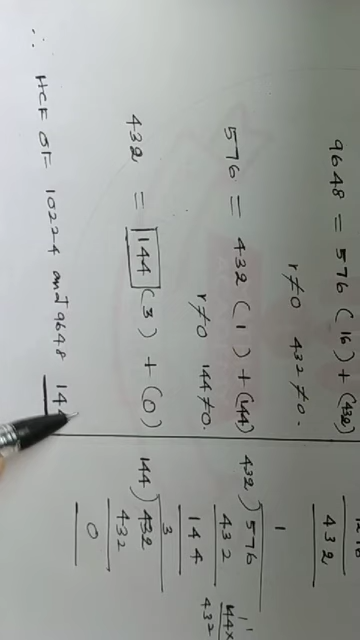 9648 = 576 ( 16 ) + (432)
r ≠ 0 432 ≠ 0.
576 = 432 ( 1 ) + (144)
r ≠ 0 144 ≠ 0.
432 = 144 ( 3 ) + (0)
∴ HCF OF 10224 and 9648
432
432 ) 576 1
432
144
144 ) 432 3
432
0
432